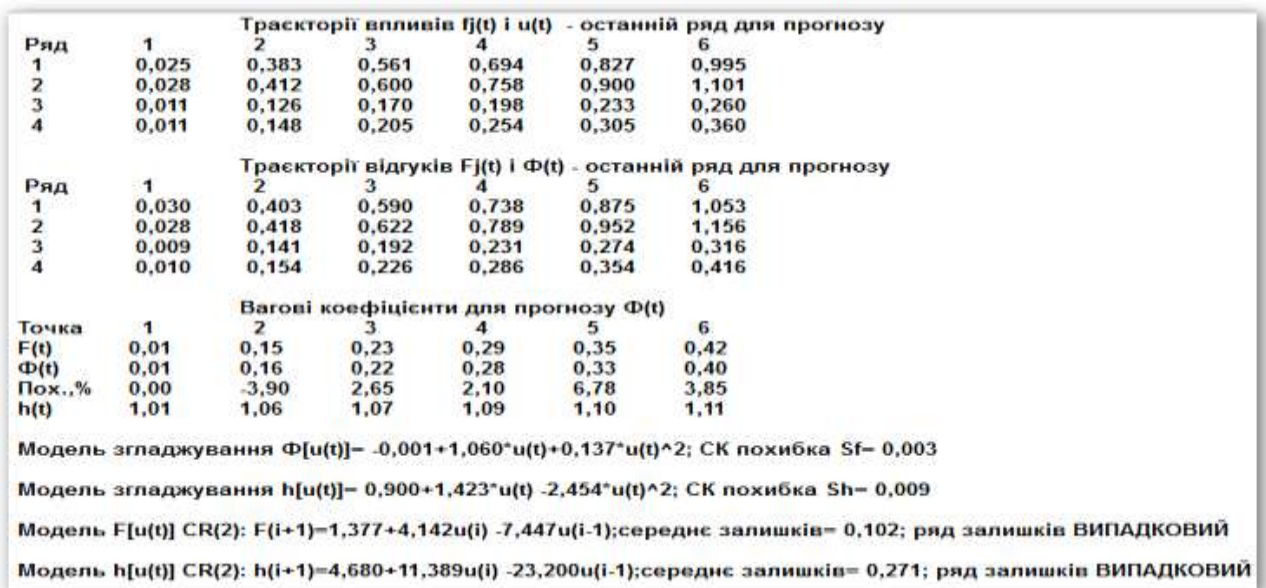 Траєкторії впливів fj(t) і u(t) - останній ряд для прогнозу
Ряд 1 2 3 4 5 6
1 0,025 0,383 0,561 0,694 0,827 0,995
2 0,028 0,412 0,600 0,758 0,900 1,101
3 0,011 0,126 0,170 0,198 0,233 0,260
4 0,011 0,148 0,205 0,254 0,305 0,360
Траєкторії відгуків Fj(t) і Ф(t) - останній ряд для прогнозу
Ряд 1 2 3 4 5 6
1 0,030 0,403 0,590 0,738 0,875 1,053
2 0,028 0,418 0,622 0,789 0,952 1,156
3 0,009 0,141 0,192 0,231 0,274 0,316
4 0,010 0,154 0,226 0,286 0,354 0,416
Вагові коефіцієнти для прогнозу Ф(t)
Точка 1 2 3 4 5 6
F(t) 0,01 0,15 0,23 0,29 0,35 0,42
Ф(t) 0,01 0,16 0,22 0,28 0,33 0,40
Пох.,% 0,00 -3,90 2,65 2,10 6,78 3,85
h(t) 1,01 1,06 1,07 1,09 1,10 1,11
Модель згладжування Ф[u(t)]= -0,001+1,060*u(t)+0,137*u(t)^2; СК похибка Sf= 0,003
Модель згладжування h[u(t)]= 0,900+1,423*u(t) -2,454*u(t)^2; СК похибка Sh= 0,009
Модель F[u(t)] CR(2): F(i+1)=1,377+4,142u(i) -7,447u(i-1);середнє залишків= 0,102; ряд залишків ВИПАДКОВИЙ
Модель h[u(t)] CR(2): h(i+1)=4,680+11,389u(i) -23,200u(i-1);середнє залишків= 0,271; ряд залишків ВИПАДКОВИЙ